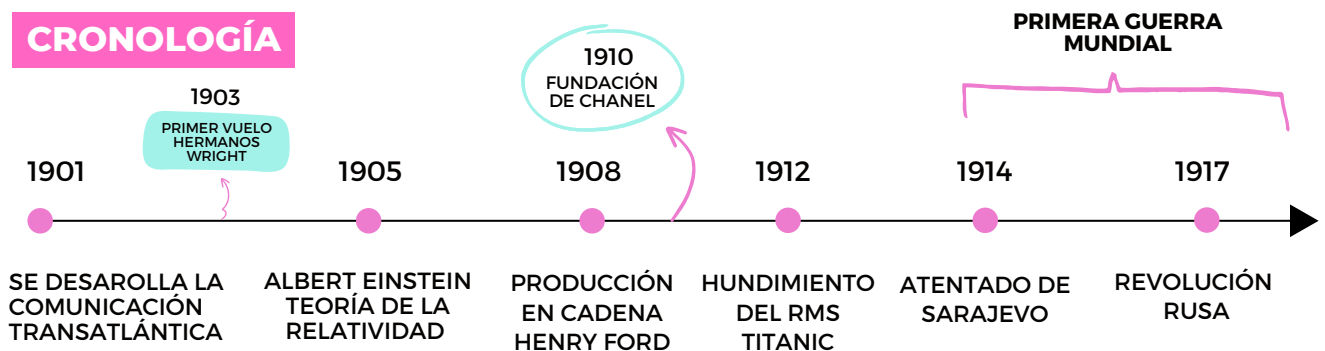 CRONOLOGÍA
1903
PRIMER VUELO
HERMANOS
WRIGHT
1910
FUNDACIÓN
DE CHANEL
PRIMERA GUERRA
MUNDIAL
1901
SE DESAROLLA LA
COMUNICACIÓN
TRANSATLÁNTICA
1905
ALBERT EINSTEIN
TEORÍA DE LA
RELATIVIDAD
1908
PRODUCCIÓN
EN CADENA
HENRY FORD
1912
HUNDIMIENTO
DEL RMS
TITANIC
1914
ATENTADO DE
SARAJEVO
1917
REVOLUCIÓN
RUSA